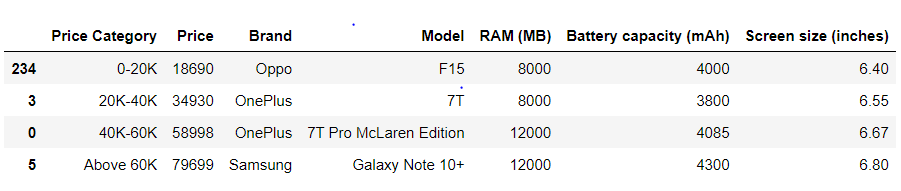 Price Category Price Brand Model RAM (MB) Battery capacity (mAh) Screen size (inches)
234 0-20K 18690 Oppo F15 8000 4000 6.40
3 20K-40K 34930 OnePlus 7T 8000 3800 6.55
0 40K-60K 58998 OnePlus 7T Pro McLaren Edition 12000 4085 6.67
5 Above 60K 79699 Samsung Galaxy Note 10+ 12000 4300 6.80